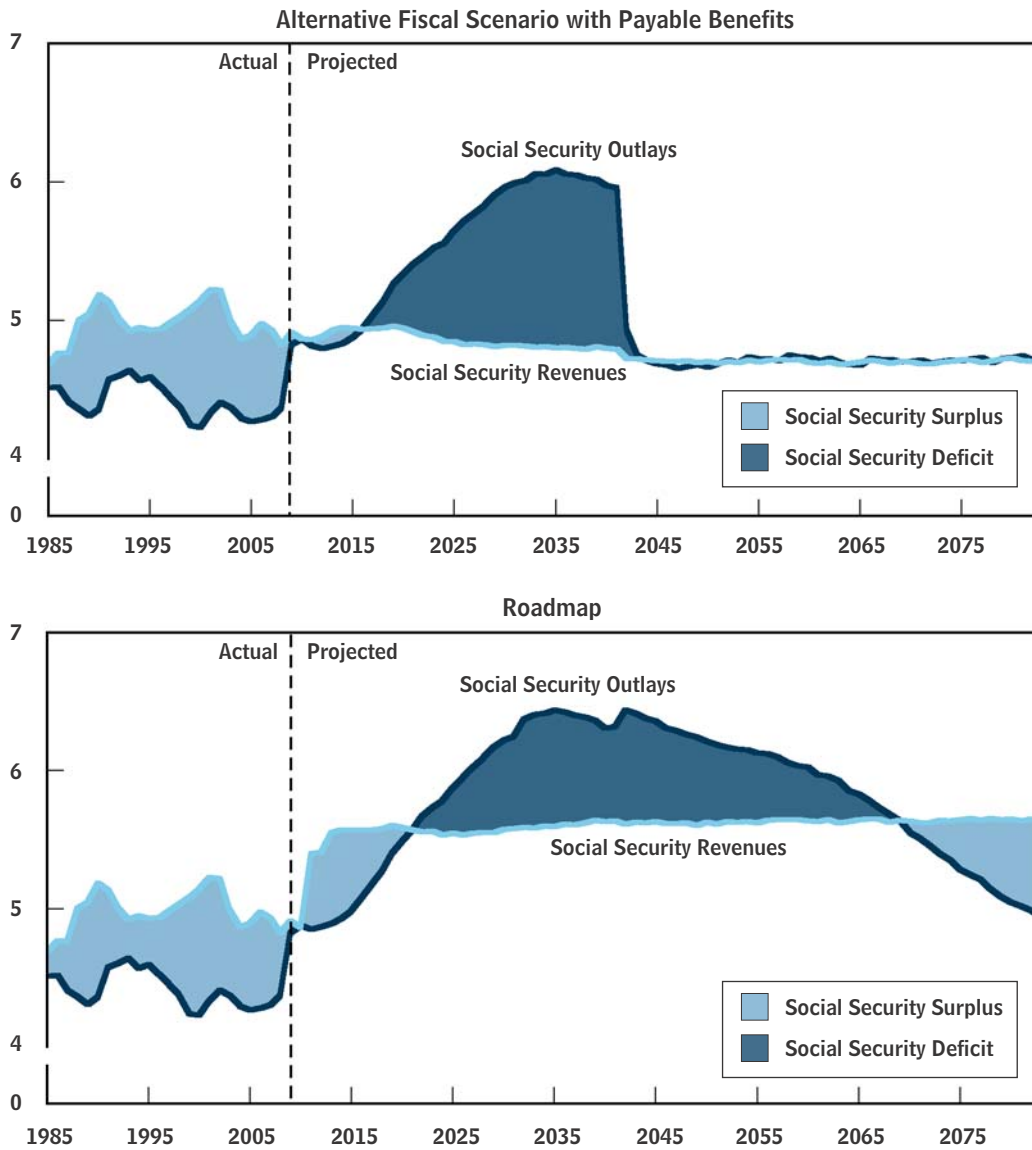 Alternative Fiscal Scenario with Payable Benefits
7
Actual
Projected
Social Security Outlays
6
5
Social Security Revenues
Social Security Surplus
Social Security Deficit
4
0
1985 1995 2005 2015 2025 2035 2045 2055 2065 2075
Roadmap
7
Actual
Projected
Social Security Outlays
6
Social Security Revenues
5
Social Security Surplus
Social Security Deficit
4
0
1985 1995 2005 2015 2025 2035 2045 2055 2065 2075